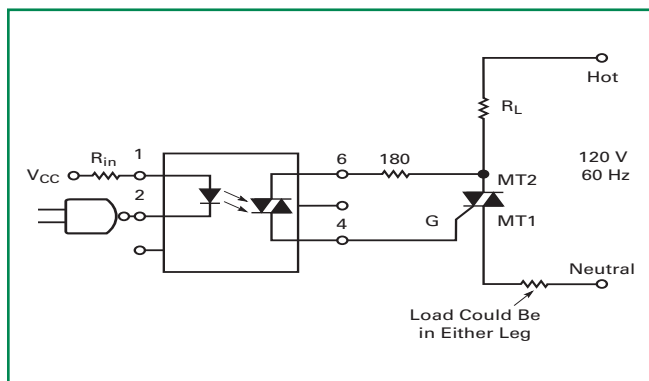 Hot
R_L
R_in
1
6
180
V_CC
MT2
120 V
60 Hz
2
4
G
MT1
Neutral
Load Could Be
in Either Leg